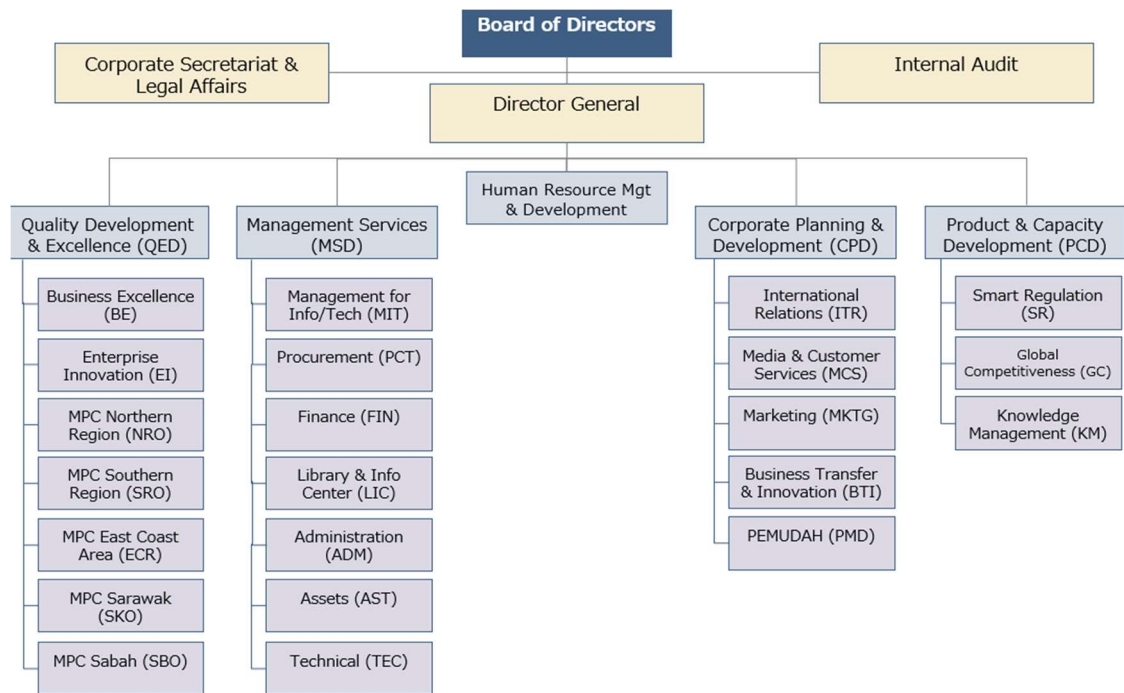 Board of Directors
Corporate Secretariat &
Legal Affairs
Internal Audit
Director General
Quality Development
& Excellence (QED)
Management Services
(MSD)
Human Resource Mgt
& Development
Corporate Planning &
Development (CPD)
Product & Capacity
Development (PCD)
Business Excellence
(BE)
Enterprise
Innovation (EI)
MPC Northern
Region (NRO)
MPC Southern
Region (SRO)
MPC East Coast
Area (ECR)
MPC Sarawak
(SKO)
MPC Sabah (SBO)
Management for
Info/Tech (MIT)
Procurement (PCT)
Finance (FIN)
Library & Info
Center (LIC)
Administration
(ADM)
Assets (AST)
Technical (TEC)
International
Relations (ITR)
Media & Customer
Services (MCS)
Marketing (MKTG)
Business Transfer
& Innovation (BTI)
PEMUDAH (PMD)
Smart Regulation
(SR)
Global
Competitiveness (GC)
Knowledge
Management (KM)